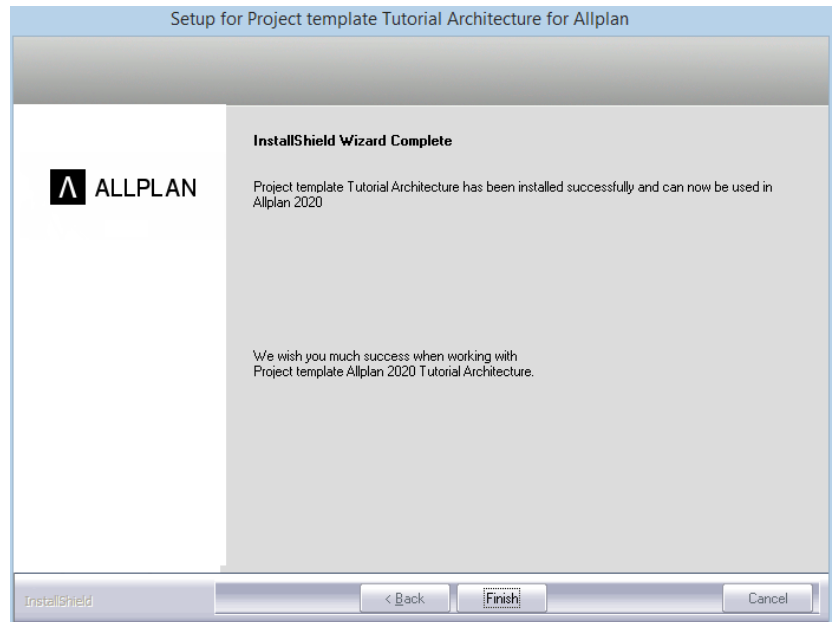 Setup for Project template Tutorial Architecture for Allplan
InstallShield Wizard Complete
ALLPLAN
Project template Tutorial Architecture has been installed successfully and can now be used in
Allplan 2020
We wish you much success when working with
Project template Allplan 2020 Tutorial Architecture.
InstallShield
< Back
Finish
Cancel